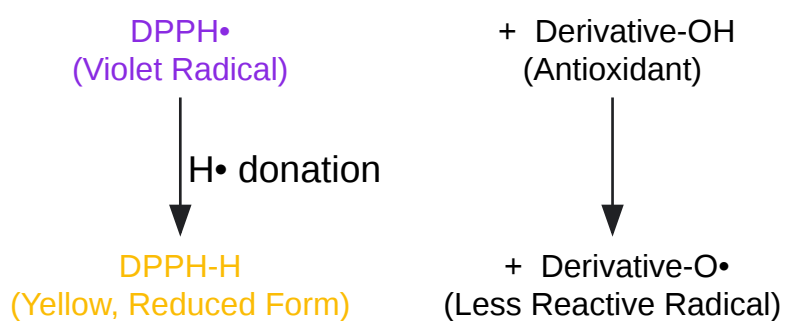 DPPH•
(Violet Radical)
+ Derivative-OH
(Antioxidant)
H• donation
DPPH-H
(Yellow, Reduced Form)
+ Derivative-O•
(Less Reactive Radical)